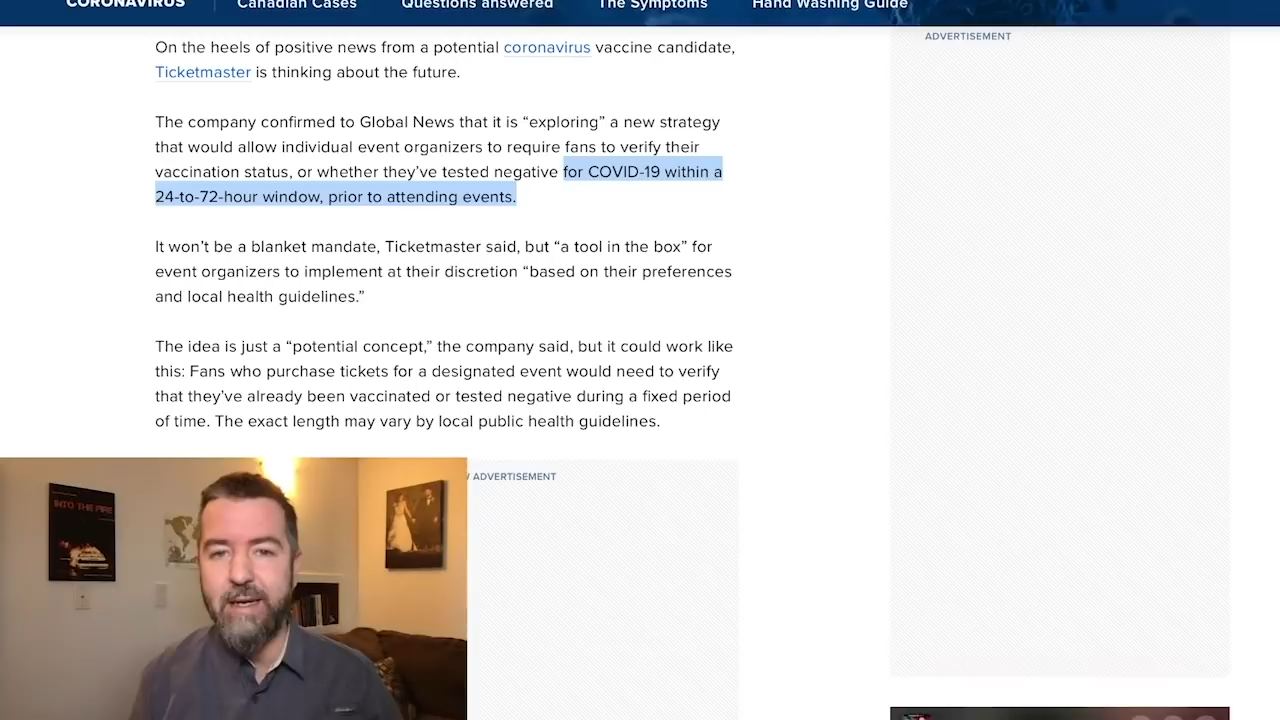 CORONAVIRUS
Canadian Cases
Questions answered
The Symptoms
Hand Washing Guide
ADVERTISEMENT
On the heels of positive news from a potential coronavirus vaccine candidate,
Ticketmaster is thinking about the future.
The company confirmed to Global News that it is “exploring” a new strategy
that would allow individual event organizers to require fans to verify their
vaccination status, or whether they’ve tested negative for COVID-19 within a
24-to-72-hour window, prior to attending events.
It won’t be a blanket mandate, Ticketmaster said, but “a tool in the box” for
event organizers to implement at their discretion “based on their preferences
and local health guidelines.”
The idea is just a “potential concept,” the company said, but it could work like
this: Fans who purchase tickets for a designated event would need to verify
that they’ve already been vaccinated or tested negative during a fixed period
of time. The exact length may vary by local public health guidelines.
ADVERTISEMENT
INTO THE FIRE